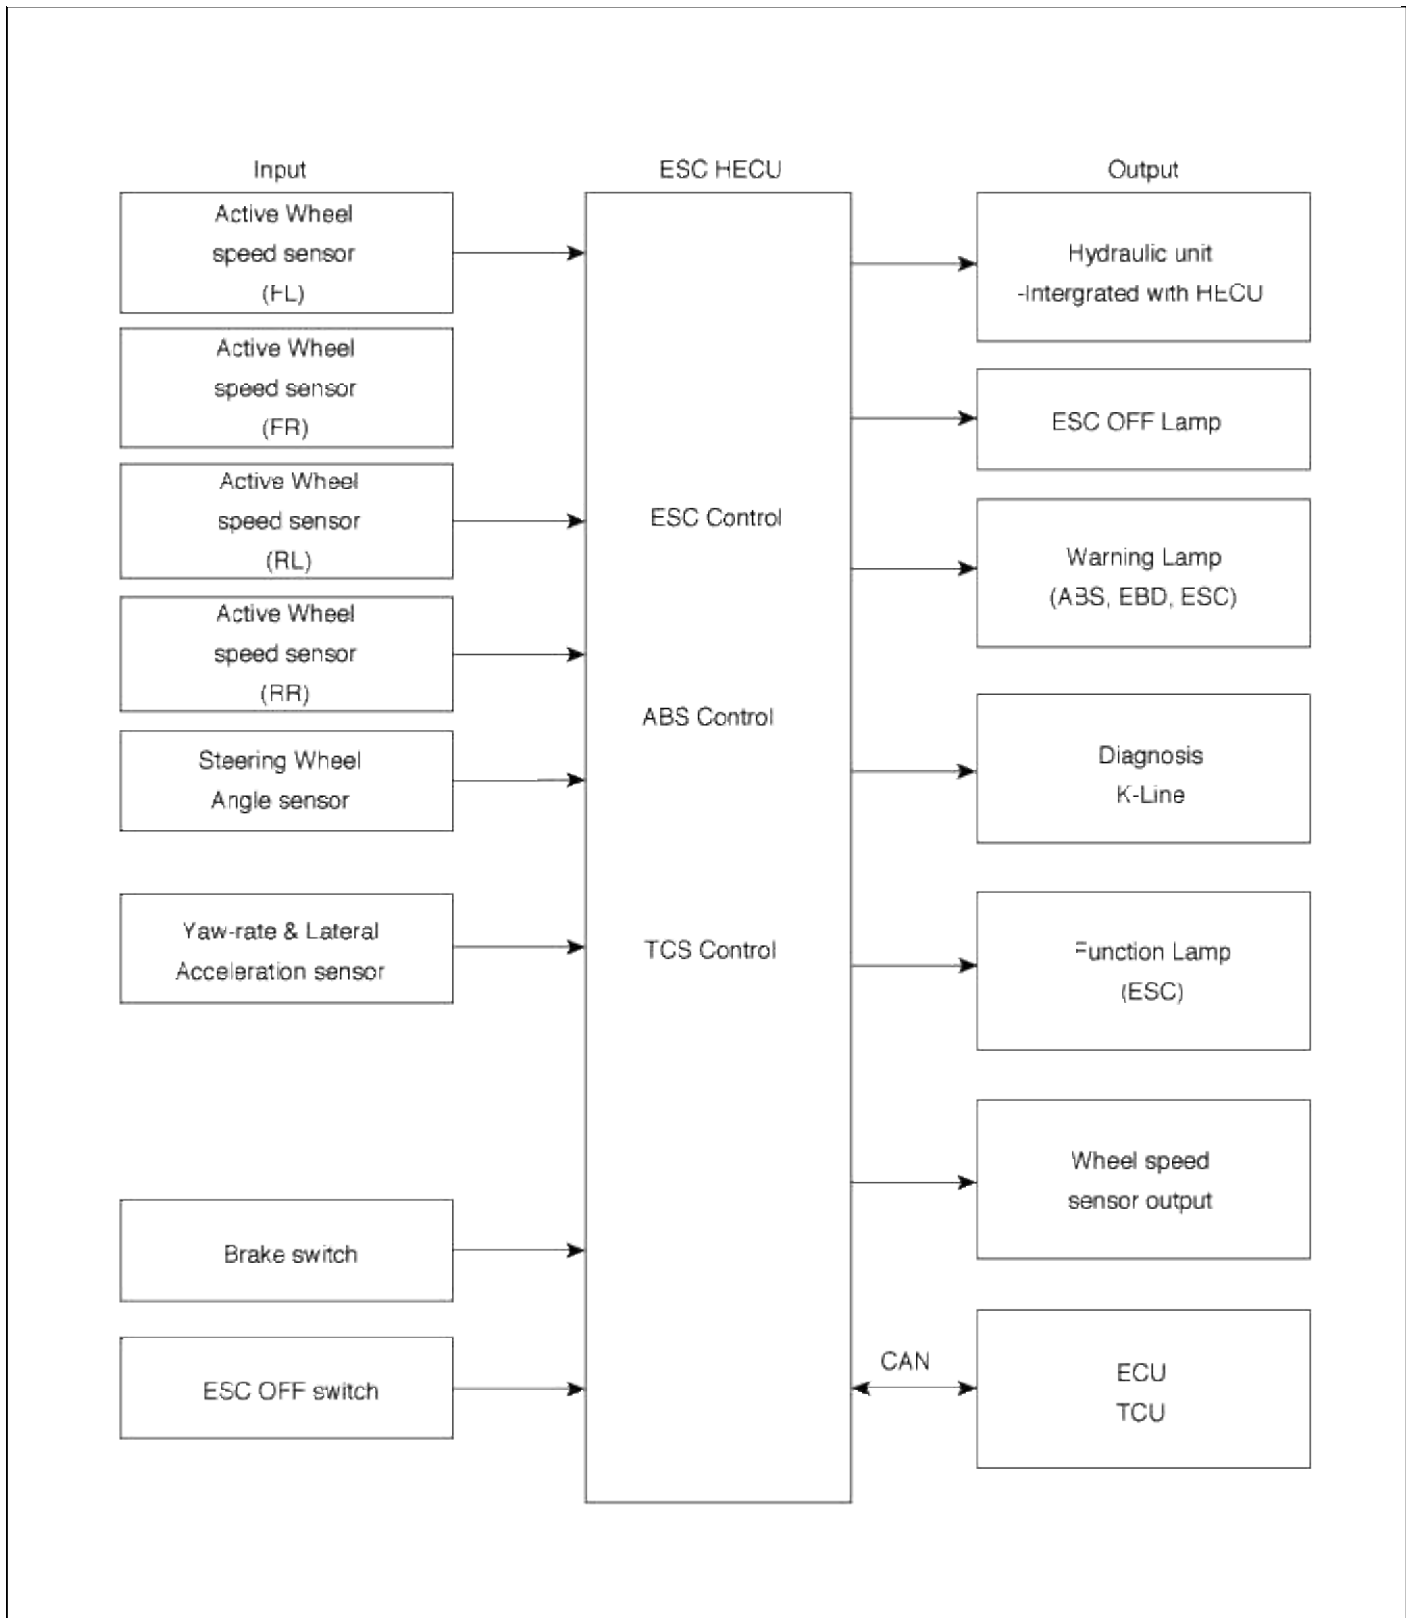 Input
Active Wheel
speed sensor
(FL)
Active Wheel
speed sensor
(FR)
Active Wheel
speed sensor
(RL)
Active Wheel
speed sensor
(RR)
Steering Wheel
Angle sensor
Yaw-rate & Lateral
Acceleration sensor
Brake switch
ESC OFF switch
ESC HECU
ESC Control
ABS Control
TCS Control
Output
Hydraulic unit
-Intergrated with HECU
ESC OFF Lamp
Warning Lamp
(ABS, EBD, ESC)
Diagnosis
K-Line
Function Lamp
(ESC)
Wheel speed
sensor output
CAN
ECU
TCU